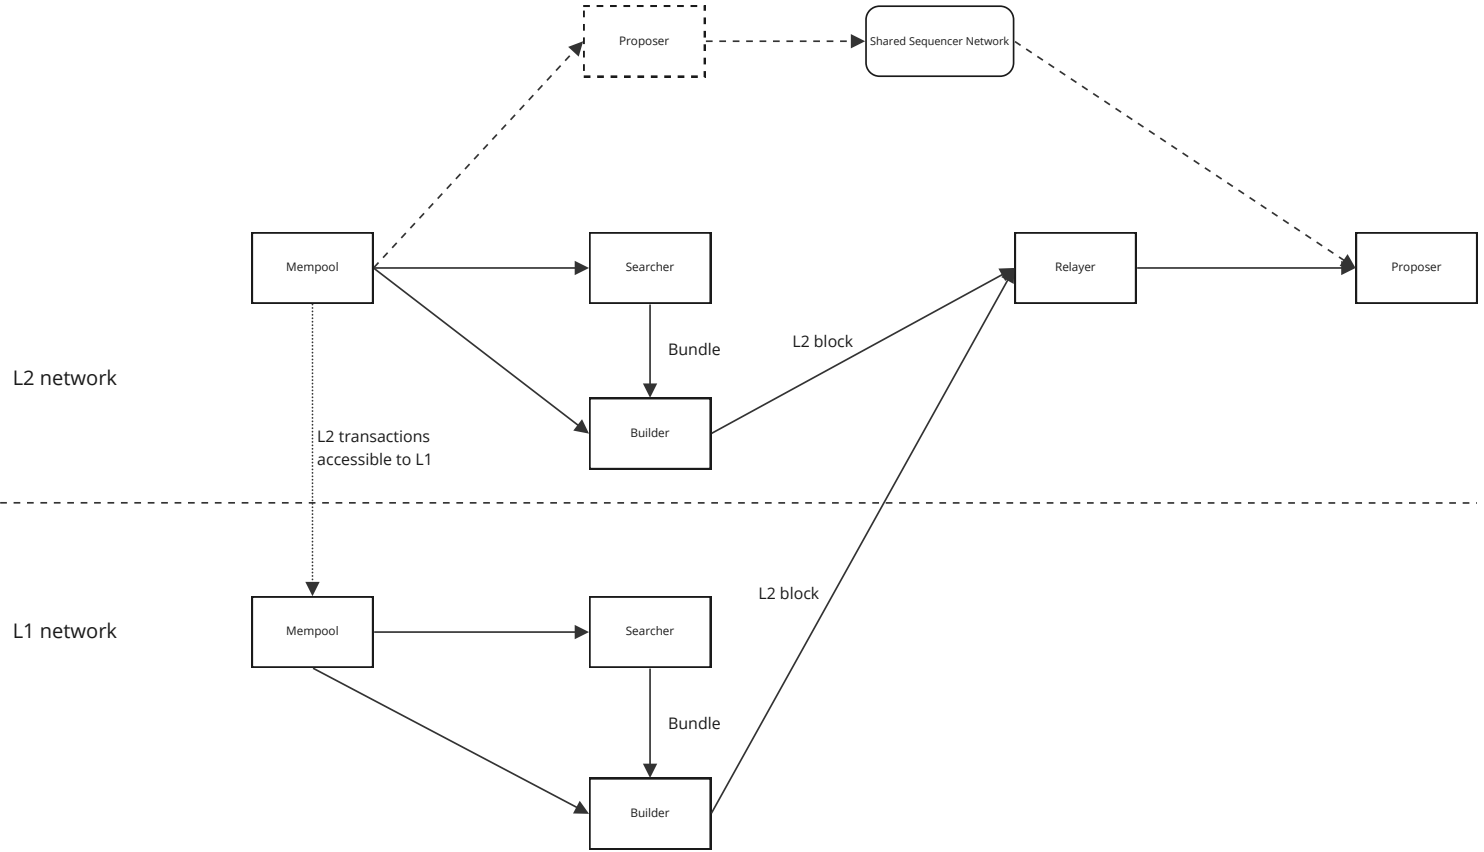 Proposer
Shared Sequencer Network
Mempool
Searcher
Relayer
Proposer
Bundle
L2 block
L2 network
Builder
L2 transactions
accessible to L1
L2 block
L1 network
Mempool
Searcher
Bundle
Builder